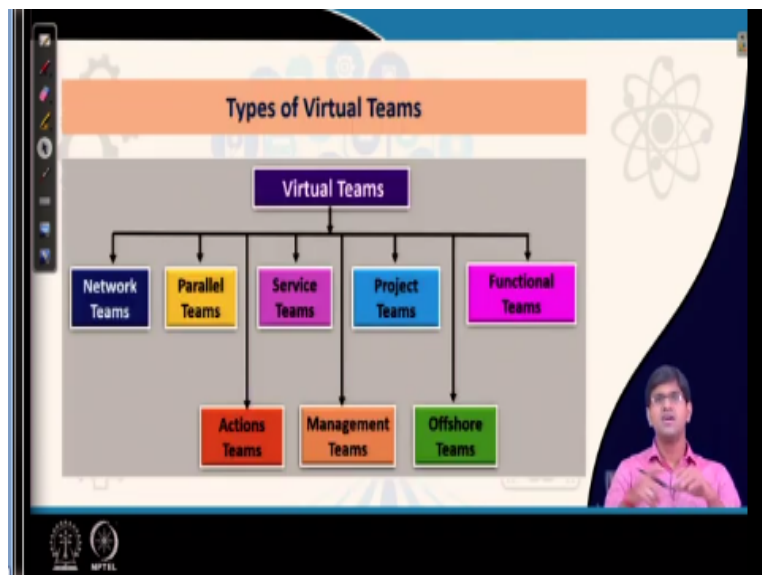 Types of Virtual Teams
Virtual Teams
Network
Teams
Parallel
Teams
Service
Teams
Project
Teams
Functional
Teams
Actions
Teams
Management
Teams
Offshore
Teams
NPTEL